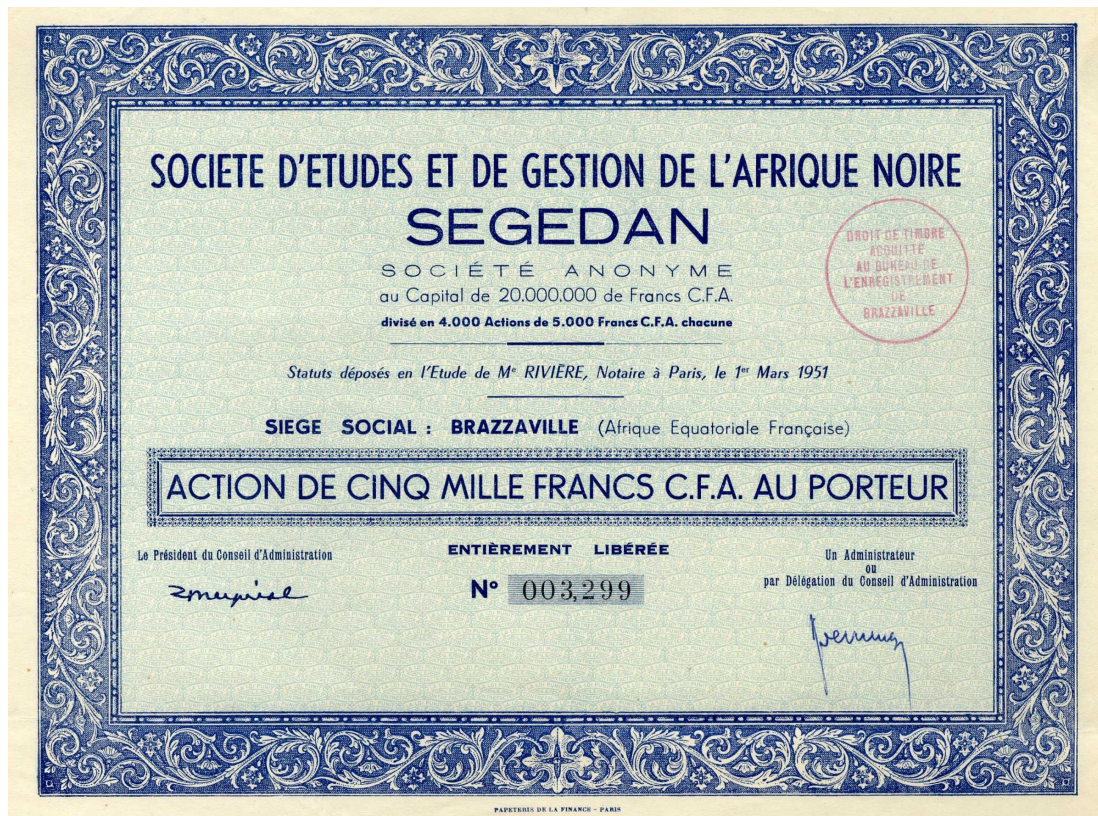 SOCIETE D'ETUDES ET DE GESTION DE L'AFRIQUE NOIRE
SEGEDAN
SOCIÉTÉ ANONYME
au Capital de 20.000.000 de Francs C.F.A.
divisé en 4.000 Actions de 5.000 Francs C.F.A. chacune
DROIT DE TIMBRE
ACQUITTÉ
AU BUREAU DE
L'ENREGISTREMENT
DE
BRAZZAVILLE
Statuts déposés en l'Etude de Mᵉ RIVIÈRE, Notaire à Paris, le 1ᵉʳ Mars 1951
SIEGE SOCIAL : BRAZZAVILLE (Afrique Equatoriale Française)
ACTION DE CINQ MILLE FRANCS C.F.A. AU PORTEUR
Le Président du Conseil d'Administration
ENTIÈREMENT LIBÉRÉE
Nº 003,299
Un Administrateur
ou
par Délégation du Conseil d'Administration
PAPETERIE DE LA FINANCE - PARIS